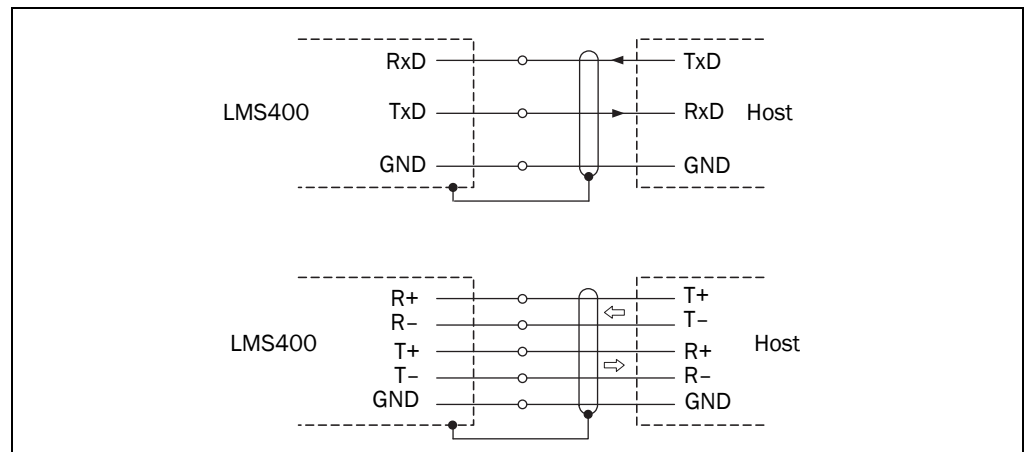 RxD TxD
LMS400 TxD RxD Host
GND GND
R+ T+
R– T–
LMS400 Host
T+ R+
T– R–
GND GND